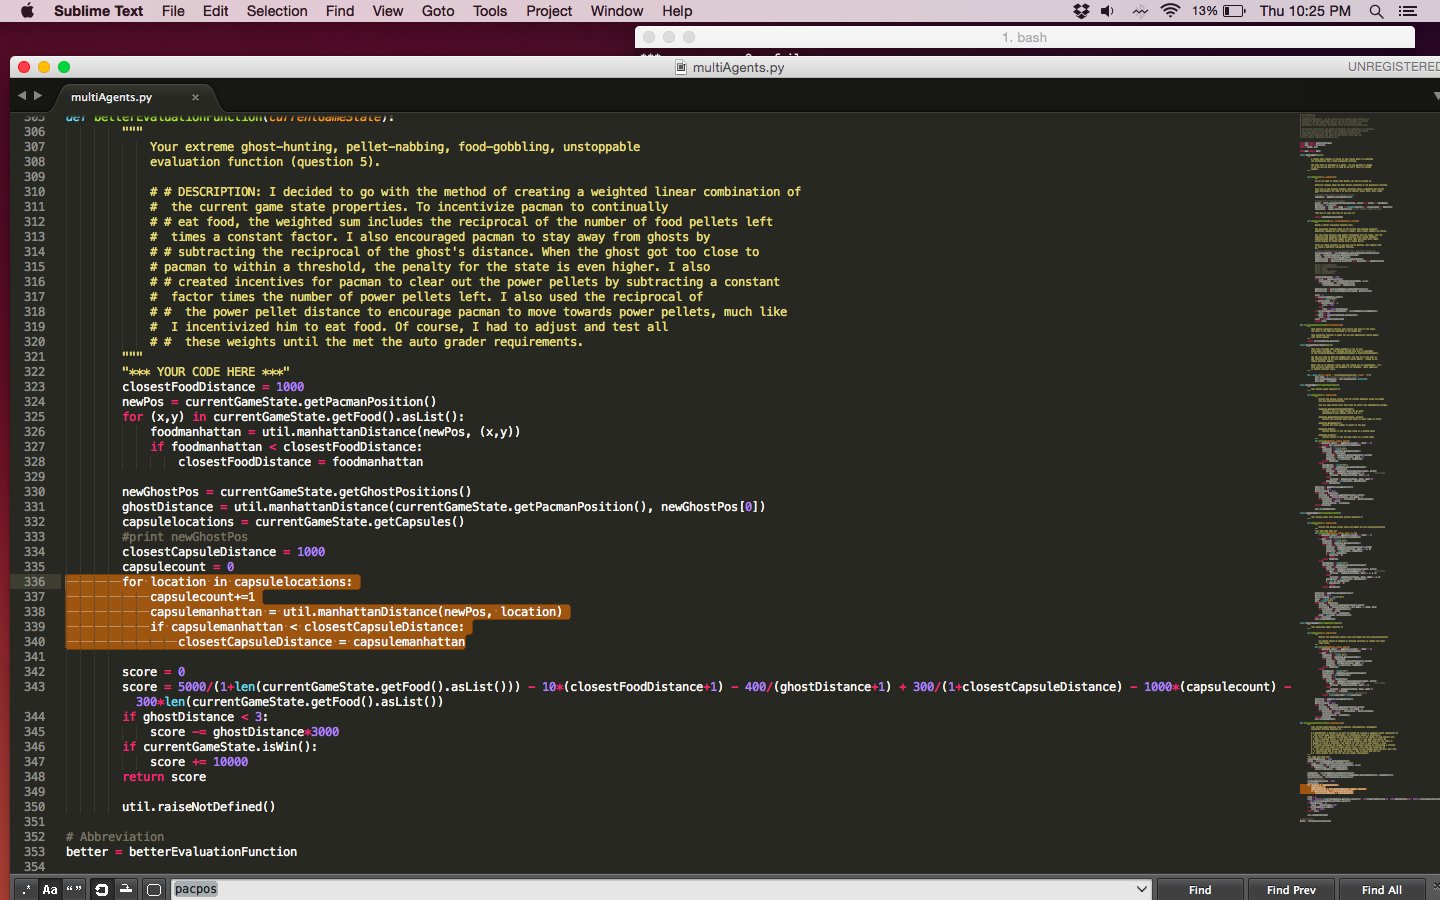 Sublime Text File Edit Selection Find View Goto Tools Project Window Help 13% Thu 10:25 PM
1. bash
multiAgents.py UNREGISTERED
multiAgents.py ×
305 def betterEvaluationFunction(currentGameState):
306 """
307 Your extreme ghost-hunting, pellet-nabbing, food-gobbling, unstoppable
308 evaluation function (question 5).
309
310 # # DESCRIPTION: I decided to go with the method of creating a weighted linear combination of
311 # the current game state properties. To incentivize pacman to continually
312 # # eat food, the weighted sum includes the reciprocal of the number of food pellets left
313 # times a constant factor. I also encouraged pacman to stay away from ghosts by
314 # # subtracting the reciprocal of the ghost's distance. When the ghost got too close to
315 # pacman to within a threshold, the penalty for the state is even higher. I also
316 # # created incentives for pacman to clear out the power pellets by subtracting a constant
317 # factor times the number of power pellets left. I also used the reciprocal of
318 # # the power pellet distance to encourage pacman to move towards power pellets, much like
319 # I incentivized him to eat food. Of course, I had to adjust and test all
320 # # these weights until the met the auto grader requirements.
321 """
322 "*** YOUR CODE HERE ***"
323 closestFoodDistance = 1000
324 newPos = currentGameState.getPacmanPosition()
325 for (x,y) in currentGameState.getFood().asList():
326 foodmanhattan = util.manhattanDistance(newPos, (x,y))
327 if foodmanhattan < closestFoodDistance:
328 closestFoodDistance = foodmanhattan
329
330 newGhostPos = currentGameState.getGhostPositions()
331 ghostDistance = util.manhattanDistance(currentGameState.getPacmanPosition(), newGhostPos[0])
332 capsulelocations = currentGameState.getCapsules()
333 #print newGhostPos
334 closestCapsuleDistance = 1000
335 capsulecount = 0
336 for location in capsulelocations:
337 capsulecount+=1
338 capsulemanhattan = util.manhattanDistance(newPos, location)
339 if capsulemanhattan < closestCapsuleDistance:
340 closestCapsuleDistance = capsulemanhattan
341
342 score = 0
343 score = 5000/(1+len(currentGameState.getFood().asList())) - 10*(closestFoodDistance+1) - 400/(ghostDistance+1) + 300/(1+closestCapsuleDistance) - 1000*(capsulecount) -
300*len(currentGameState.getFood().asList())
344 if ghostDistance < 3:
345 score -= ghostDistance*3000
346 if currentGameState.isWin():
347 score += 10000
348 return score
349
350 util.raiseNotDefined()
351
352 # Abbreviation
353 better = betterEvaluationFunction
354
.* Aa “” pacpos Find Find Prev Find All